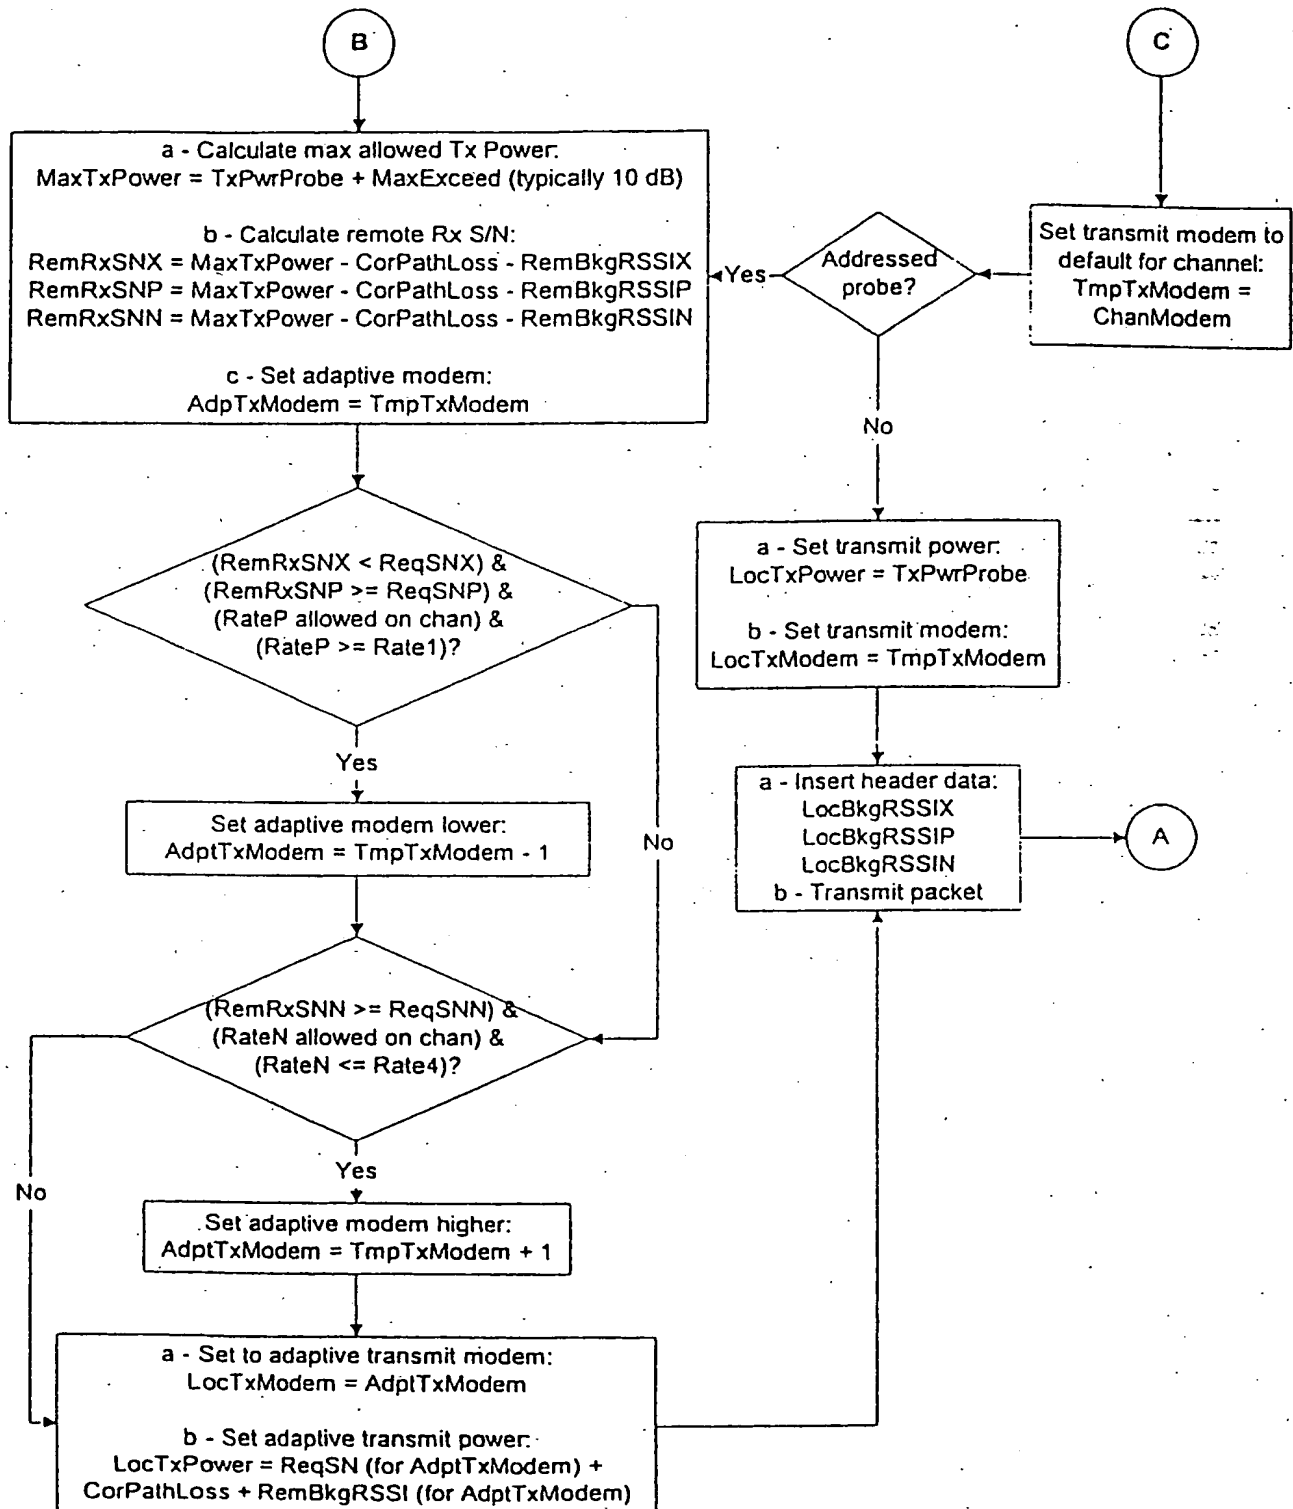 B
C
a - Calculate max allowed Tx Power:
MaxTxPower = TxPwrProbe + MaxExceed (typically 10 dB)
b - Calculate remote Rx S/N:
RemRxSNX = MaxTxPower - CorPathLoss - RemBkgRSSIX
RemRxSNP = MaxTxPower - CorPathLoss - RemBkgRSSIP
RemRxSNN = MaxTxPower - CorPathLoss - RemBkgRSSIN
c - Set adaptive modem:
AdpTxModem = TmpTxModem
Yes
Addressed
probe?
Set transmit modem to
default for channel:
TmpTxModem =
ChanModem
No
(RemRxSNX < ReqSNX) &
(RemRxSNP >= ReqSNP) &
(RateP allowed on chan) &
(RateP >= Rate1)?
a - Set transmit power:
LocTxPower = TxPwrProbe
b - Set transmit modem:
LocTxModem = TmpTxModem
Yes
No
Set adaptive modem lower:
AdptTxModem = TmpTxModem - 1
a - Insert header data:
LocBkgRSSIX
LocBkgRSSIP
LocBkgRSSIN
b - Transmit packet
A
(RemRxSNN >= ReqSNN) &
(RateN allowed on chan) &
(RateN <= Rate4)?
Yes
No
Set adaptive modem higher:
AdptTxModem = TmpTxModem + 1
a - Set to adaptive transmit modem:
LocTxModem = AdptTxModem
b - Set adaptive transmit power:
LocTxPower = ReqSN (for AdptTxModem) +
CorPathLoss + RemBkgRSSI (for AdptTxModem)